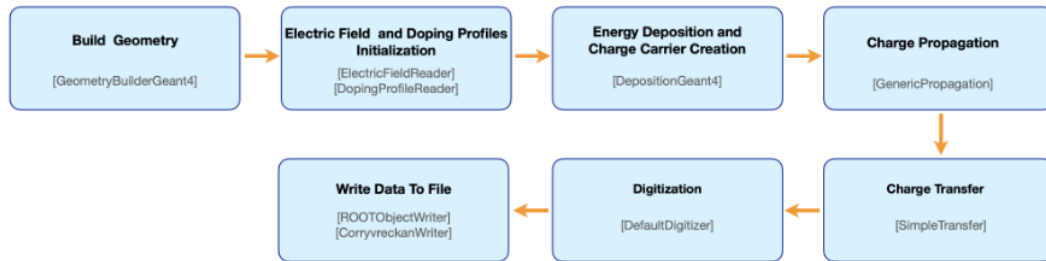 Build Geometry
[GeometryBuilderGeant4]
Electric Field and Doping Profiles
Initialization
[ElectricFieldReader]
[DopingProfileReader]
Energy Deposition and
Charge Carrier Creation
[DepositionGeant4]
Charge Propagation
[GenericPropagation]
Charge Transfer
[SimpleTransfer]
Digitization
[DefaultDigitizer]
Write Data To File
[ROOTObjectWriter]
[CorryvreckanWriter]